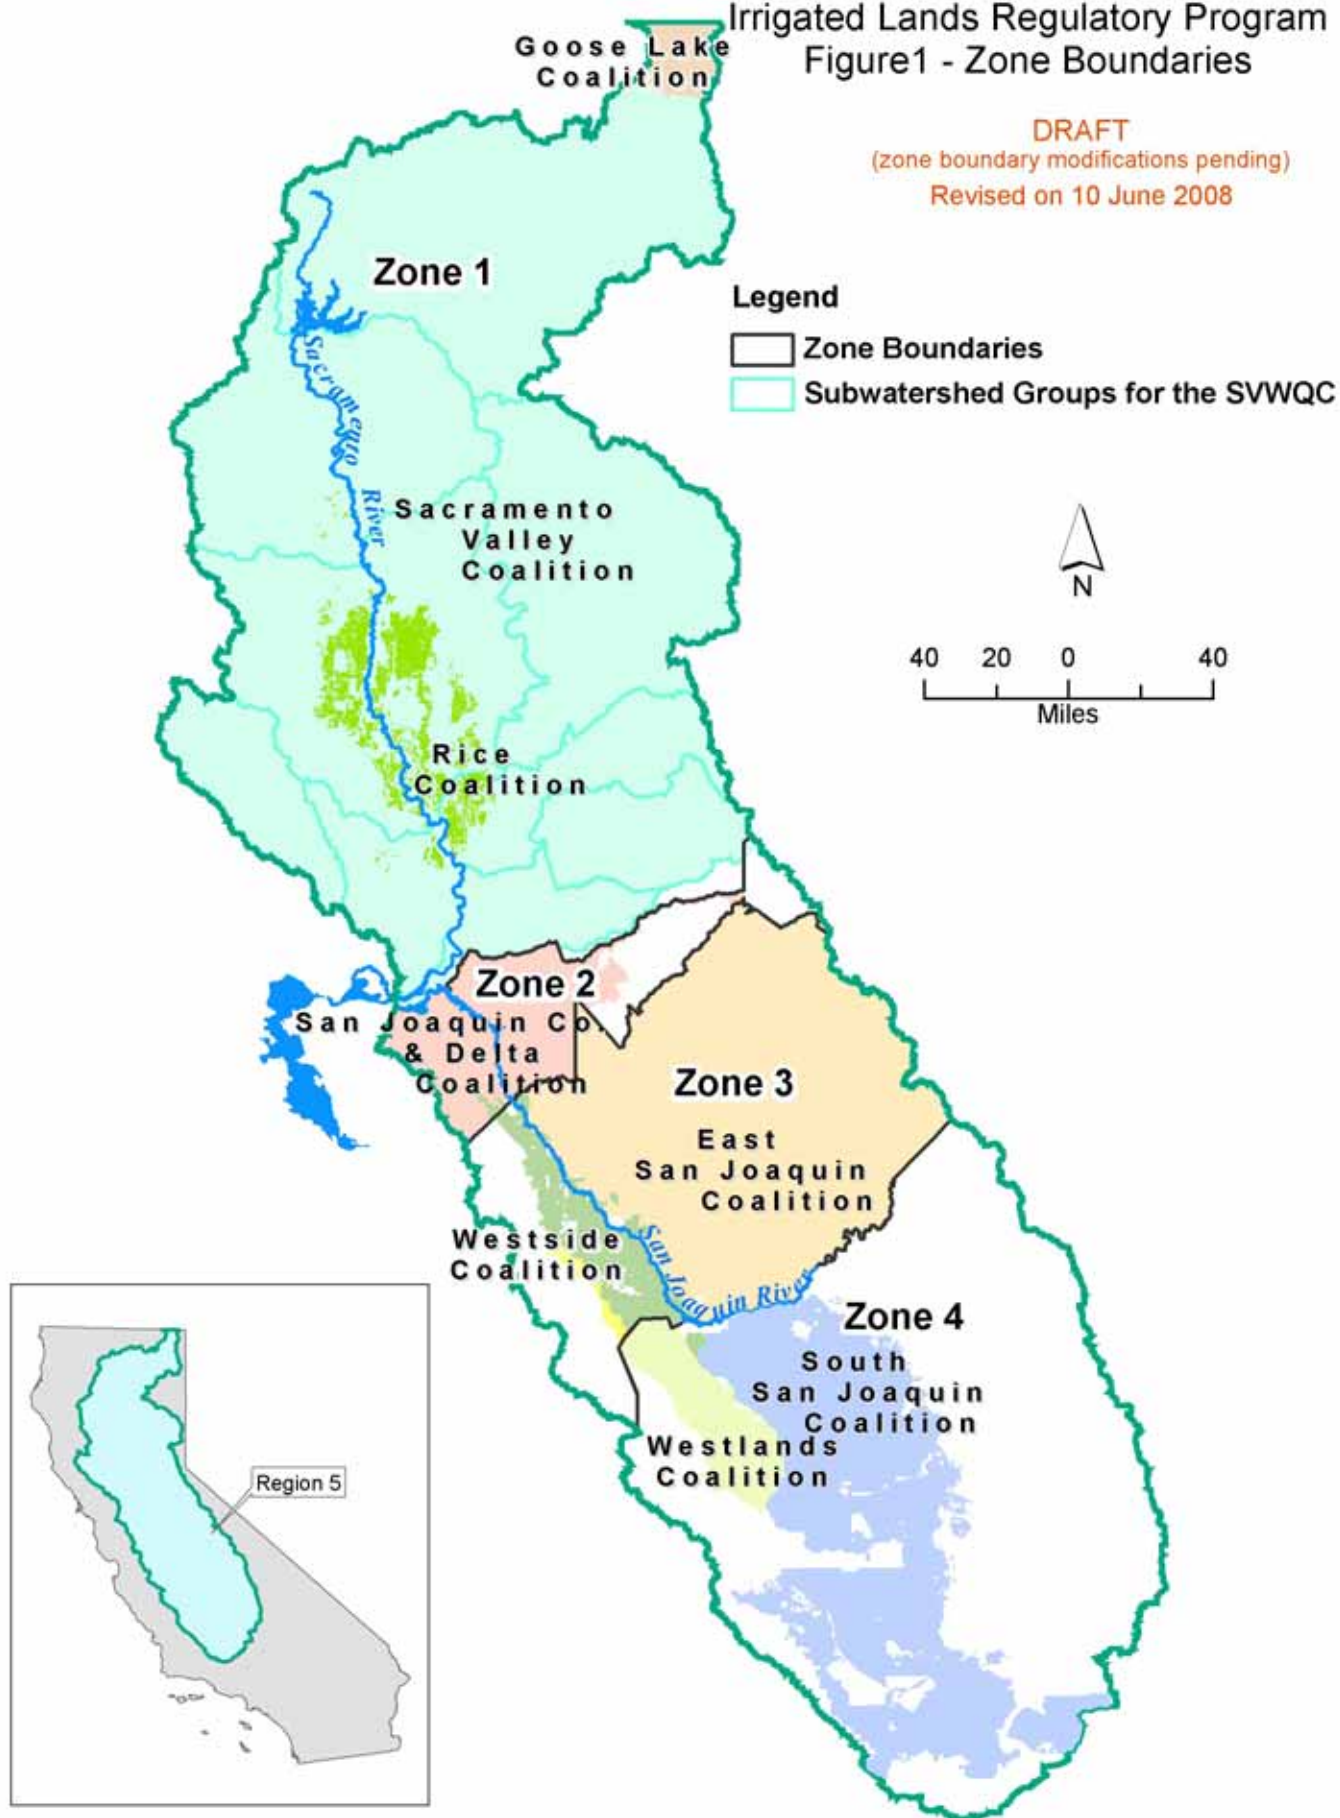 Irrigated Lands Regulatory Program
Figure1 - Zone Boundaries
DRAFT
(zone boundary modifications pending)
Revised on 10 June 2008
Goose Lake
Coalition
Zone 1
Legend
Zone Boundaries
Subwatershed Groups for the SVWQC
Sacramento River
Sacramento
Valley
Coalition
N
40 20 0 40
Miles
Rice
Coalition
Zone 2
San Joaquin Co.
& Delta
Coalition
Zone 3
East
San Joaquin
Coalition
Westside
Coalition
San Joaquin River
Zone 4
South
San Joaquin
Coalition
Westlands
Coalition
Region 5